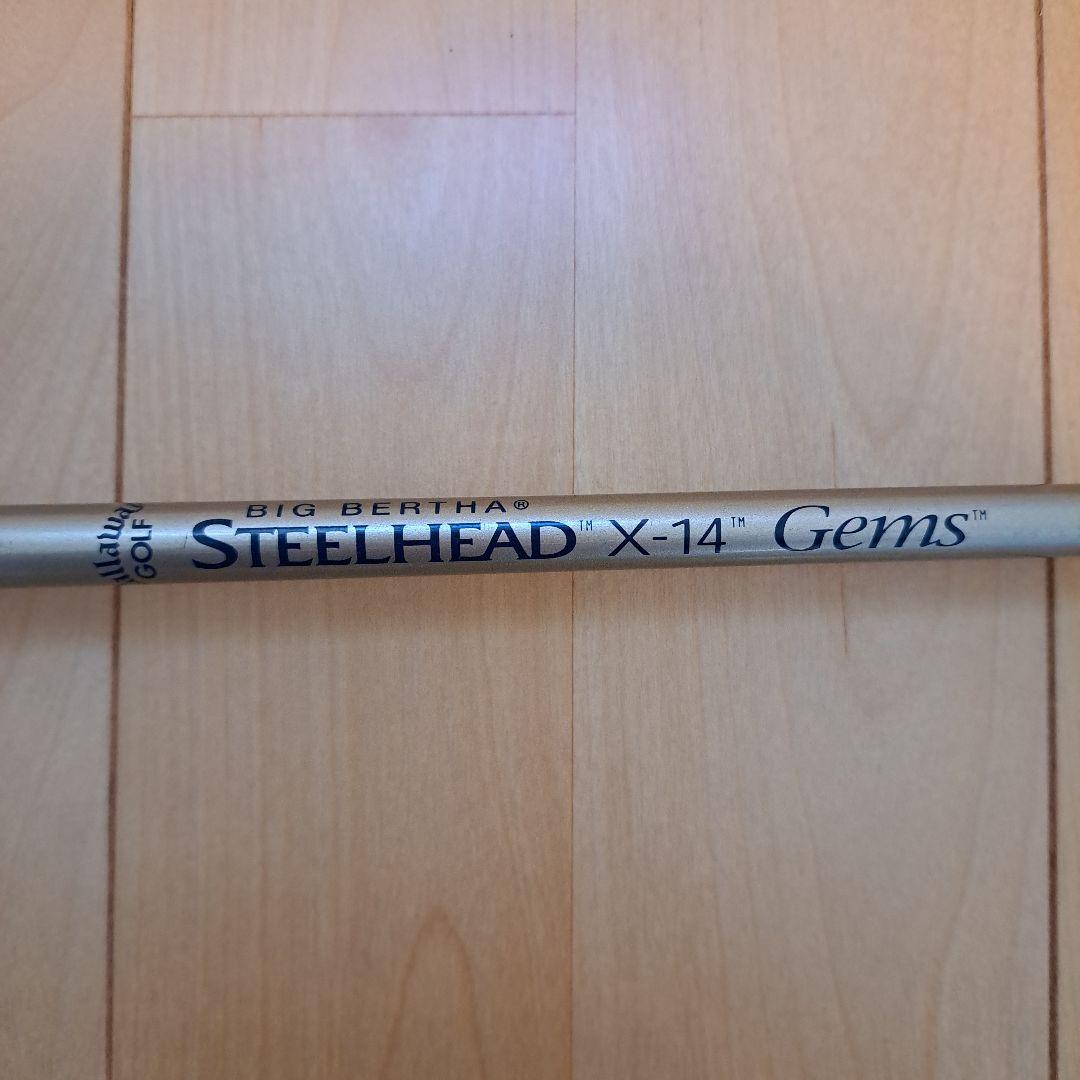 GOLF
BIG BERTHA®
STEELHEAD™ X-14™ Gems™